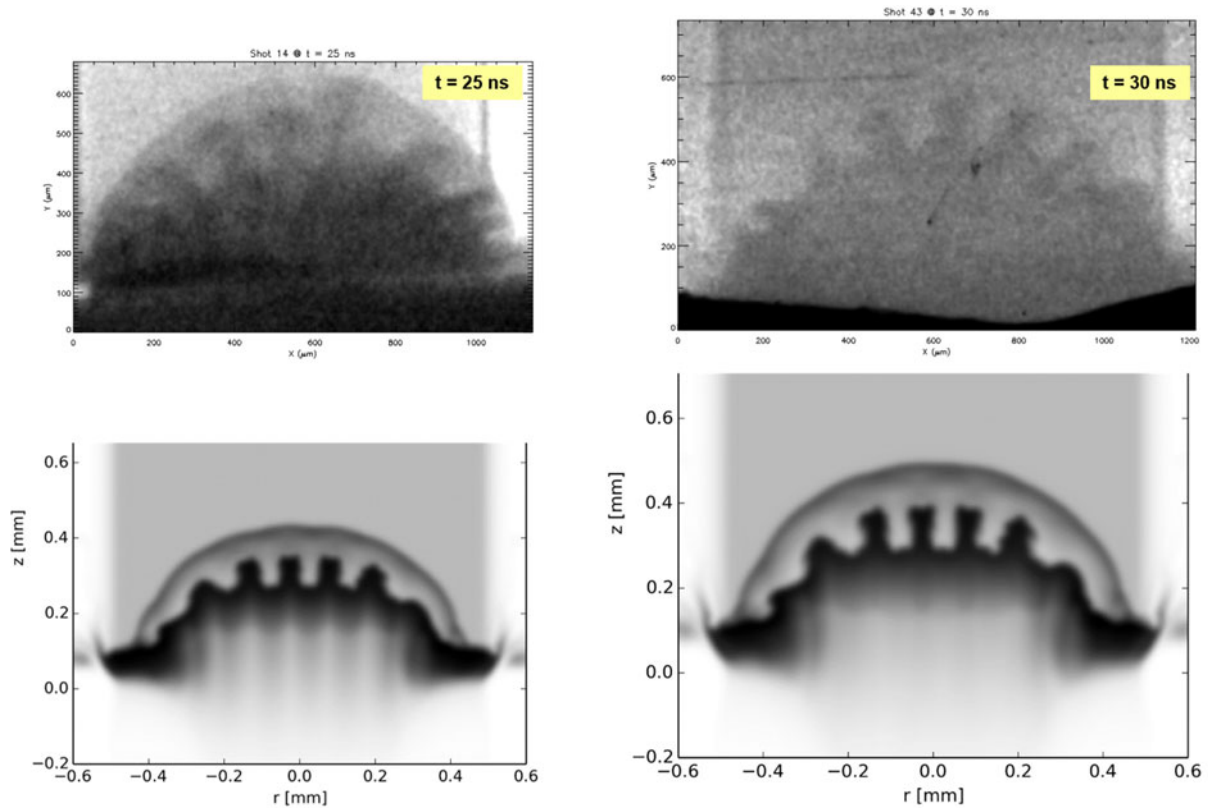 Shot 14 @ t = 25 ns
t = 25 ns
Y (μm)
600
500
400
300
200
100
0
0 200 400 600 800 1000
X (μm)
Shot 43 @ t = 30 ns
t = 30 ns
Y (μm)
600
400
200
0
0 200 400 600 800 1000 1200
X (μm)
z [mm]
0.6
0.4
0.2
0.0
−0.2
−0.6 −0.4 −0.2 0.0 0.2 0.4 0.6
r [mm]
z [mm]
0.6
0.4
0.2
0.0
−0.2
−0.6 −0.4 −0.2 0.0 0.2 0.4 0.6
r [mm]